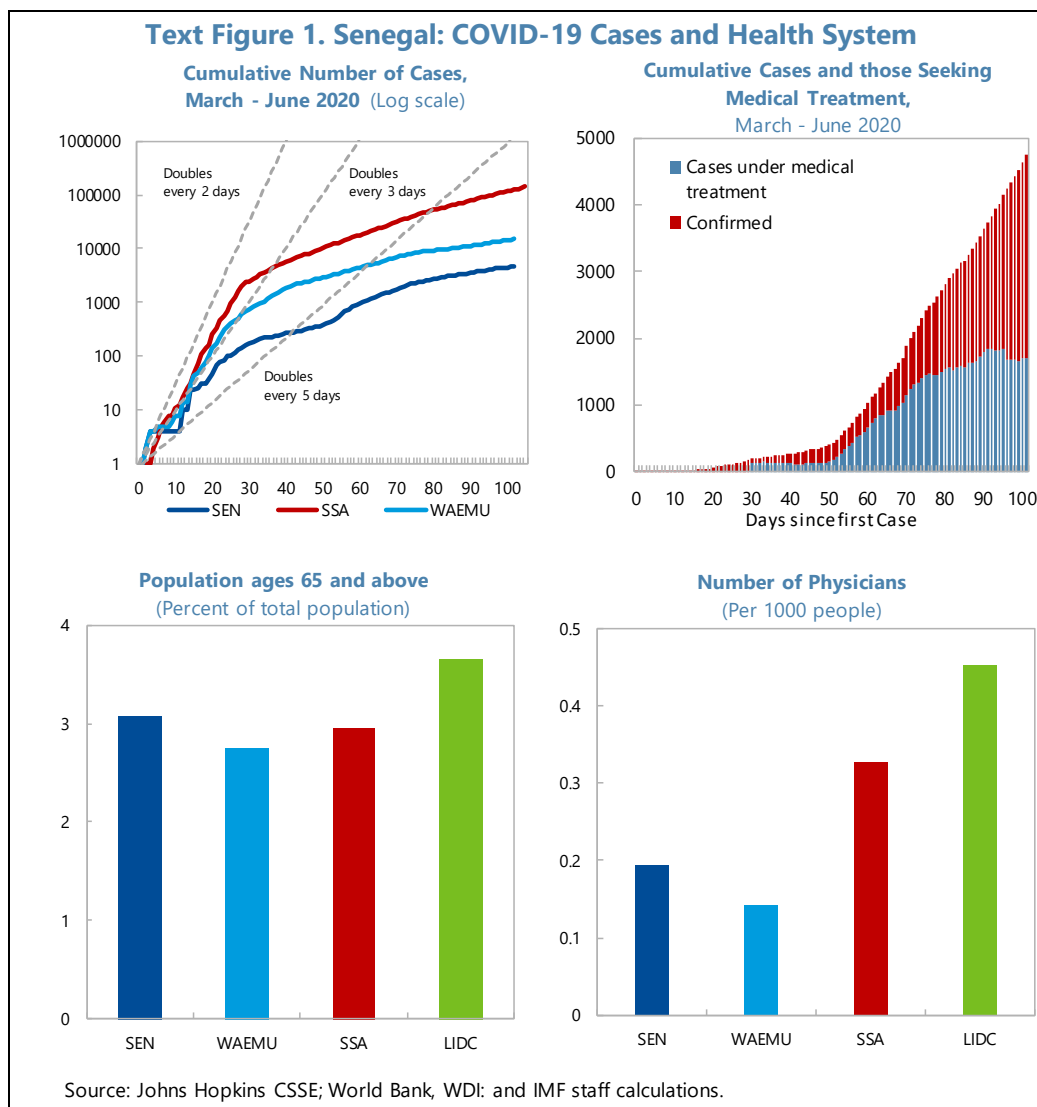 Text Figure 1. Senegal: COVID-19 Cases and Health System
Cumulative Number of Cases,
March - June 2020 (Log scale)
1000000
100000
10000
1000
100
10
1
Doubles
every 2 days
Doubles
every 3 days
Doubles
every 5 days
0 10 20 30 40 50 60 70 80 90 100
SEN SSA WAEMU
Cumulative Cases and those Seeking
Medical Treatment,
March - June 2020
5000
4000
3000
2000
1000
0
Cases under medical
treatment
Confirmed
0 10 20 30 40 50 60 70 80 90 100
Days since first Case
Population ages 65 and above
(Percent of total population)
4
3
2
1
0
SEN WAEMU SSA LIDC
Number of Physicians
(Per 1000 people)
0.5
0.4
0.3
0.2
0.1
0
SEN WAEMU SSA LIDC
Source: Johns Hopkins CSSE; World Bank, WDI: and IMF staff calculations.